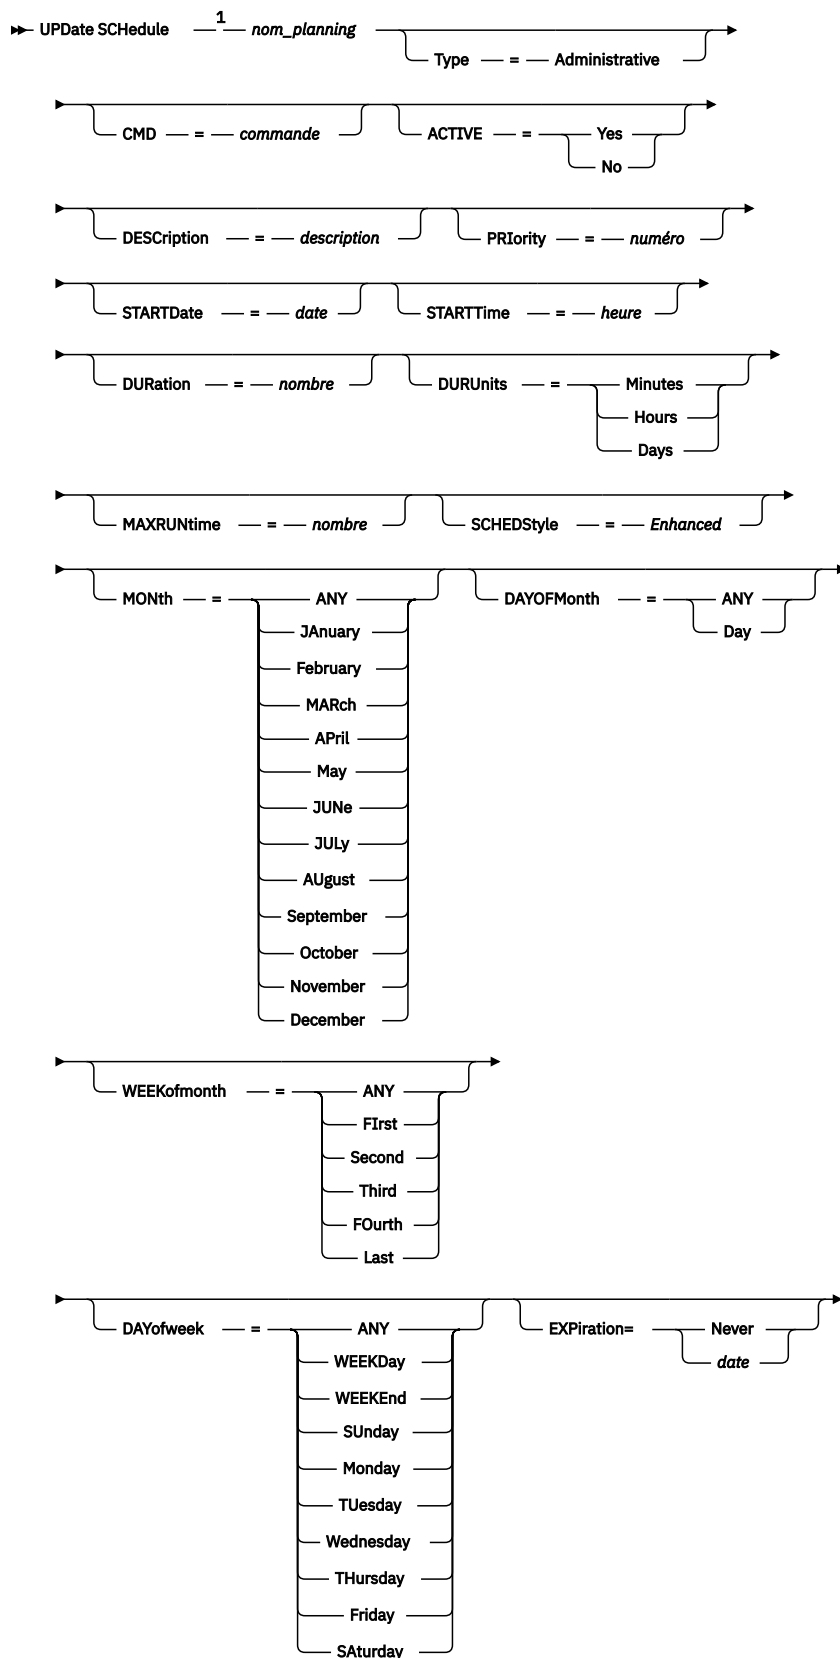 1
UPDate SCHedule nom_planning
Type = Administrative
CMD = commande ACTIVE = Yes
No
DESCription = description PRIority = numéro
STARTDate = date STARTTime = heure
DURation = nombre DURUnits = Minutes
Hours
Days
MAXRUNtime = nombre SCHEDStyle = Enhanced
MONth = ANY DAYOFMonth = ANY
JAnuary Day
February
MARch
APril
May
JUNe
JULy
AUgust
September
October
November
December
WEEKofmonth = ANY
FIrst
Second
Third
FOurth
Last
DAYofweek = ANY EXPiration= Never
WEEKDay date
WEEKEnd
SUnday
Monday
TUesday
Wednesday
THursday
Friday
SAturday